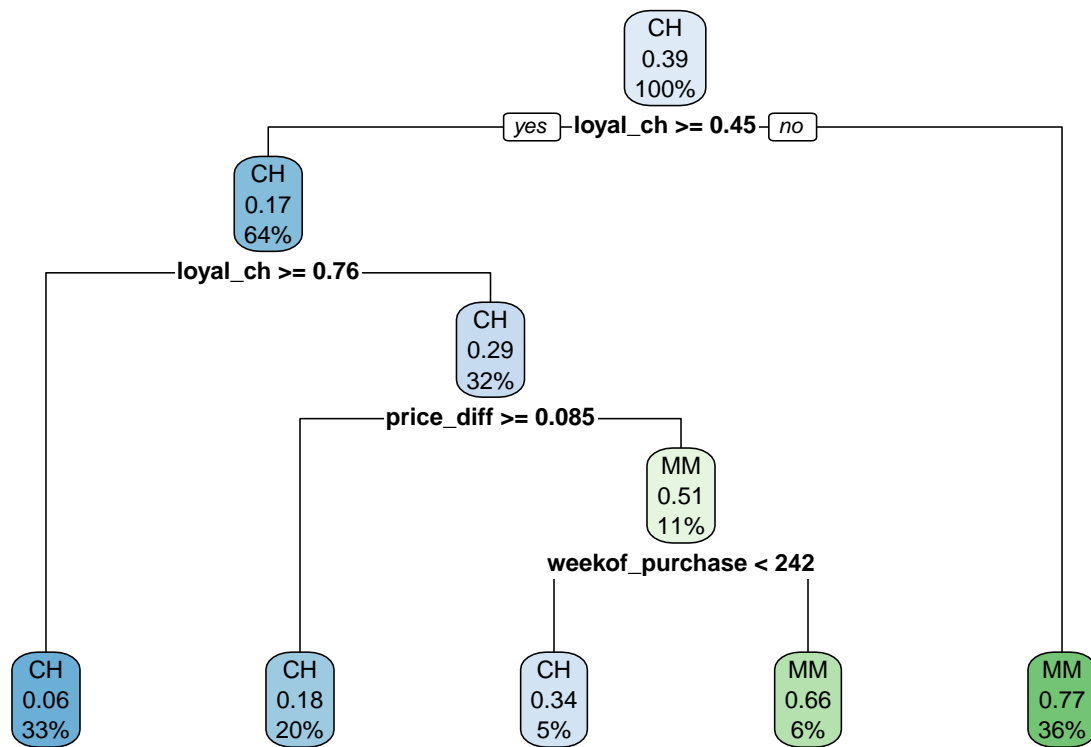 CH
0.39
100%
yes loyal_ch >= 0.45 no
CH
0.17
64%
loyal_ch >= 0.76
CH
0.29
32%
price_diff >= 0.085
MM
0.51
11%
weekof_purchase < 242
CH
0.06
33%
CH
0.18
20%
CH
0.34
5%
MM
0.66
6%
MM
0.77
36%